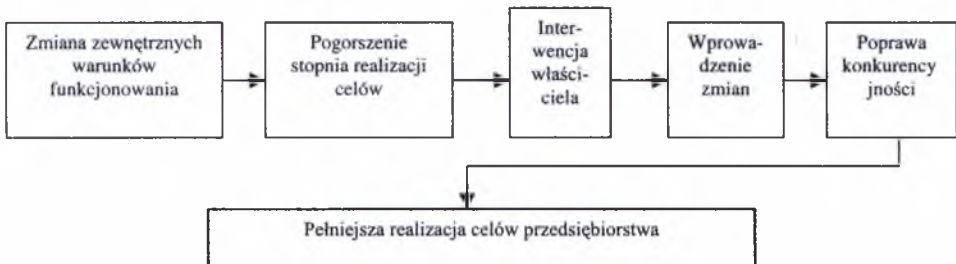 Zmiana zewnętrznych
warunków
funkcjonowania
Pogorszenie
stopnia realizacji
celów
Inter-
wencja
właści-
ciela
Wprowa-
dzenie
zmian
Poprawa
konkurency
jności
Pełniejsza realizacja celów przedsiębiorstwa